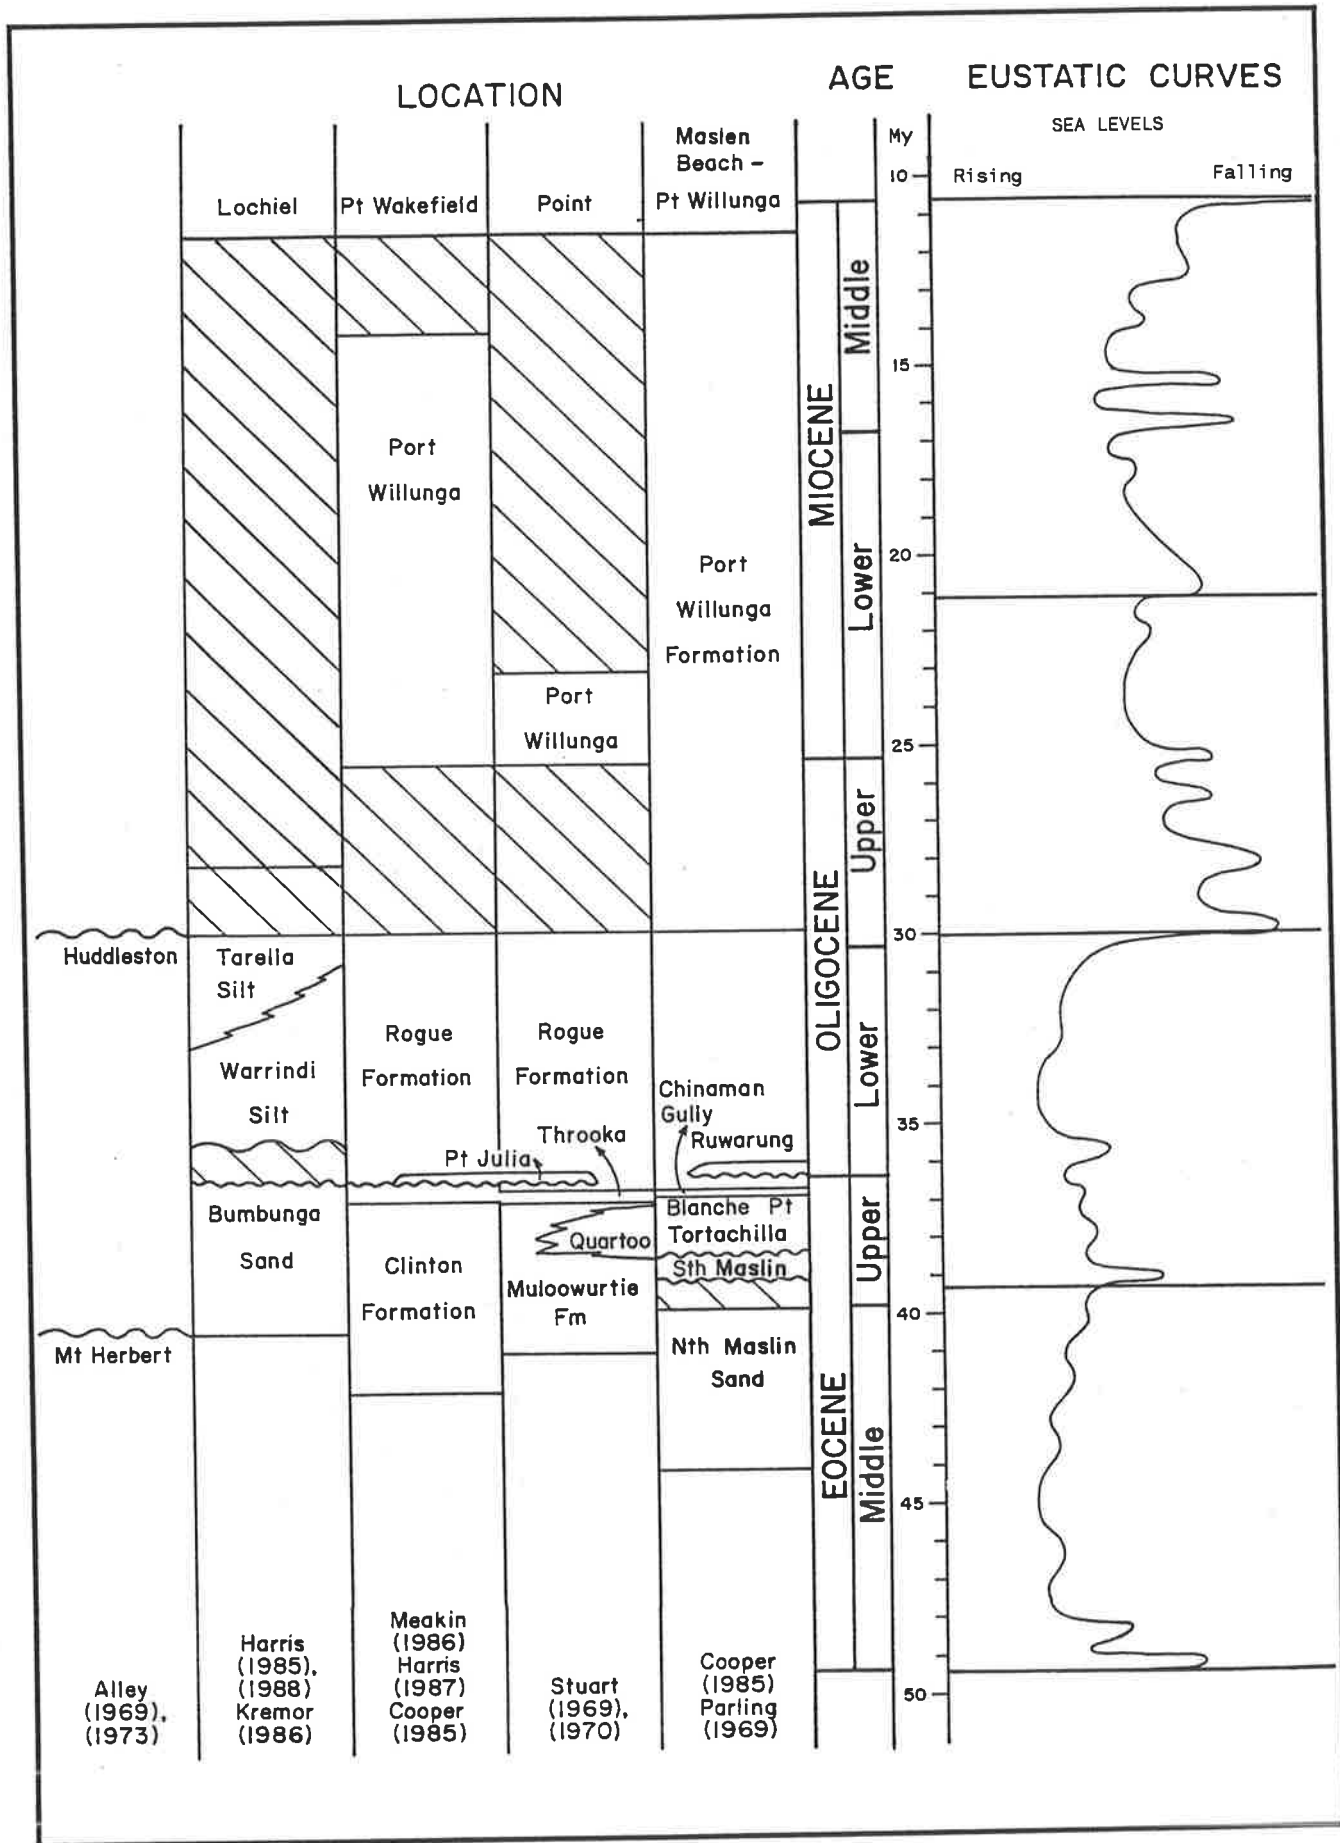 LOCATION
AGE
EUSTATIC CURVES
SEA LEVELS
My
Rising
Falling
Lochiel
Pt Wakefield
Point
Maslen
Beach –
Pt Willunga
Port
Willunga
Port
Willunga
Port
Willunga
Formation
Huddleston
Tarella
Silt
Warrindi
Silt
Rogue
Formation
Rogue
Formation
Chinaman
Gully
Throoka
Ruwarung
Pt Julia
Bumbunga
Sand
Clinton
Formation
Quartoo
Muloowurtie
Fm
Blanche Pt
Tortachilla
Sth Maslin
Nth Maslin
Sand
Mt Herbert
Alley
(1969),
(1973)
Harris
(1985),
(1988)
Kremor
(1986)
Meakin
(1986)
Harris
(1987)
Cooper
(1985)
Stuart
(1969),
(1970)
Cooper
(1985)
Parling
(1969)
MIOCENE
Middle
Lower
OLIGOCENE
Upper
Lower
EOCENE
Upper
Middle
10
15
20
25
30
35
40
45
50